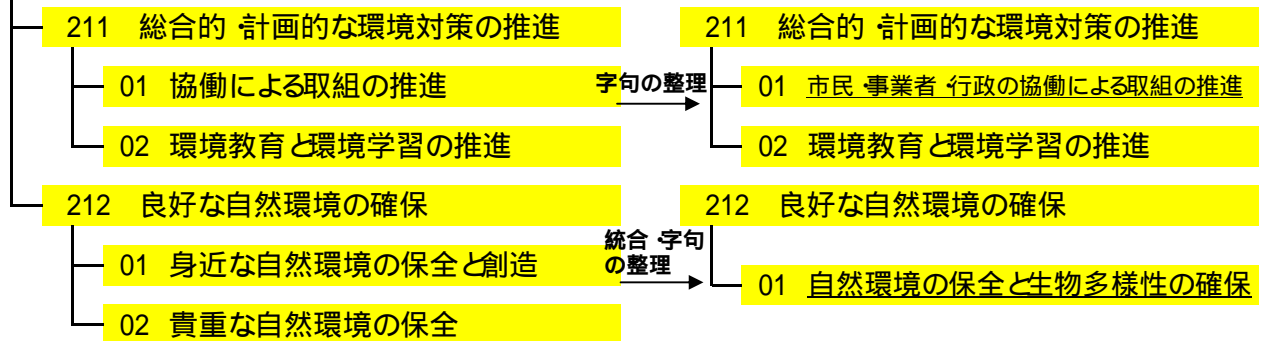 211 総合的・計画的な環境対策の推進
01 協働による取組の推進
02 環境教育と環境学習の推進
212 良好な自然環境の確保
01 身近な自然環境の保全と創造
02 貴重な自然環境の保全
字句の整理
統合・字句
の整理
211 総合的・計画的な環境対策の推進
01 市民・事業者・行政の協働による取組の推進
02 環境教育と環境学習の推進
212 良好な自然環境の確保
01 自然環境の保全と生物多様性の確保